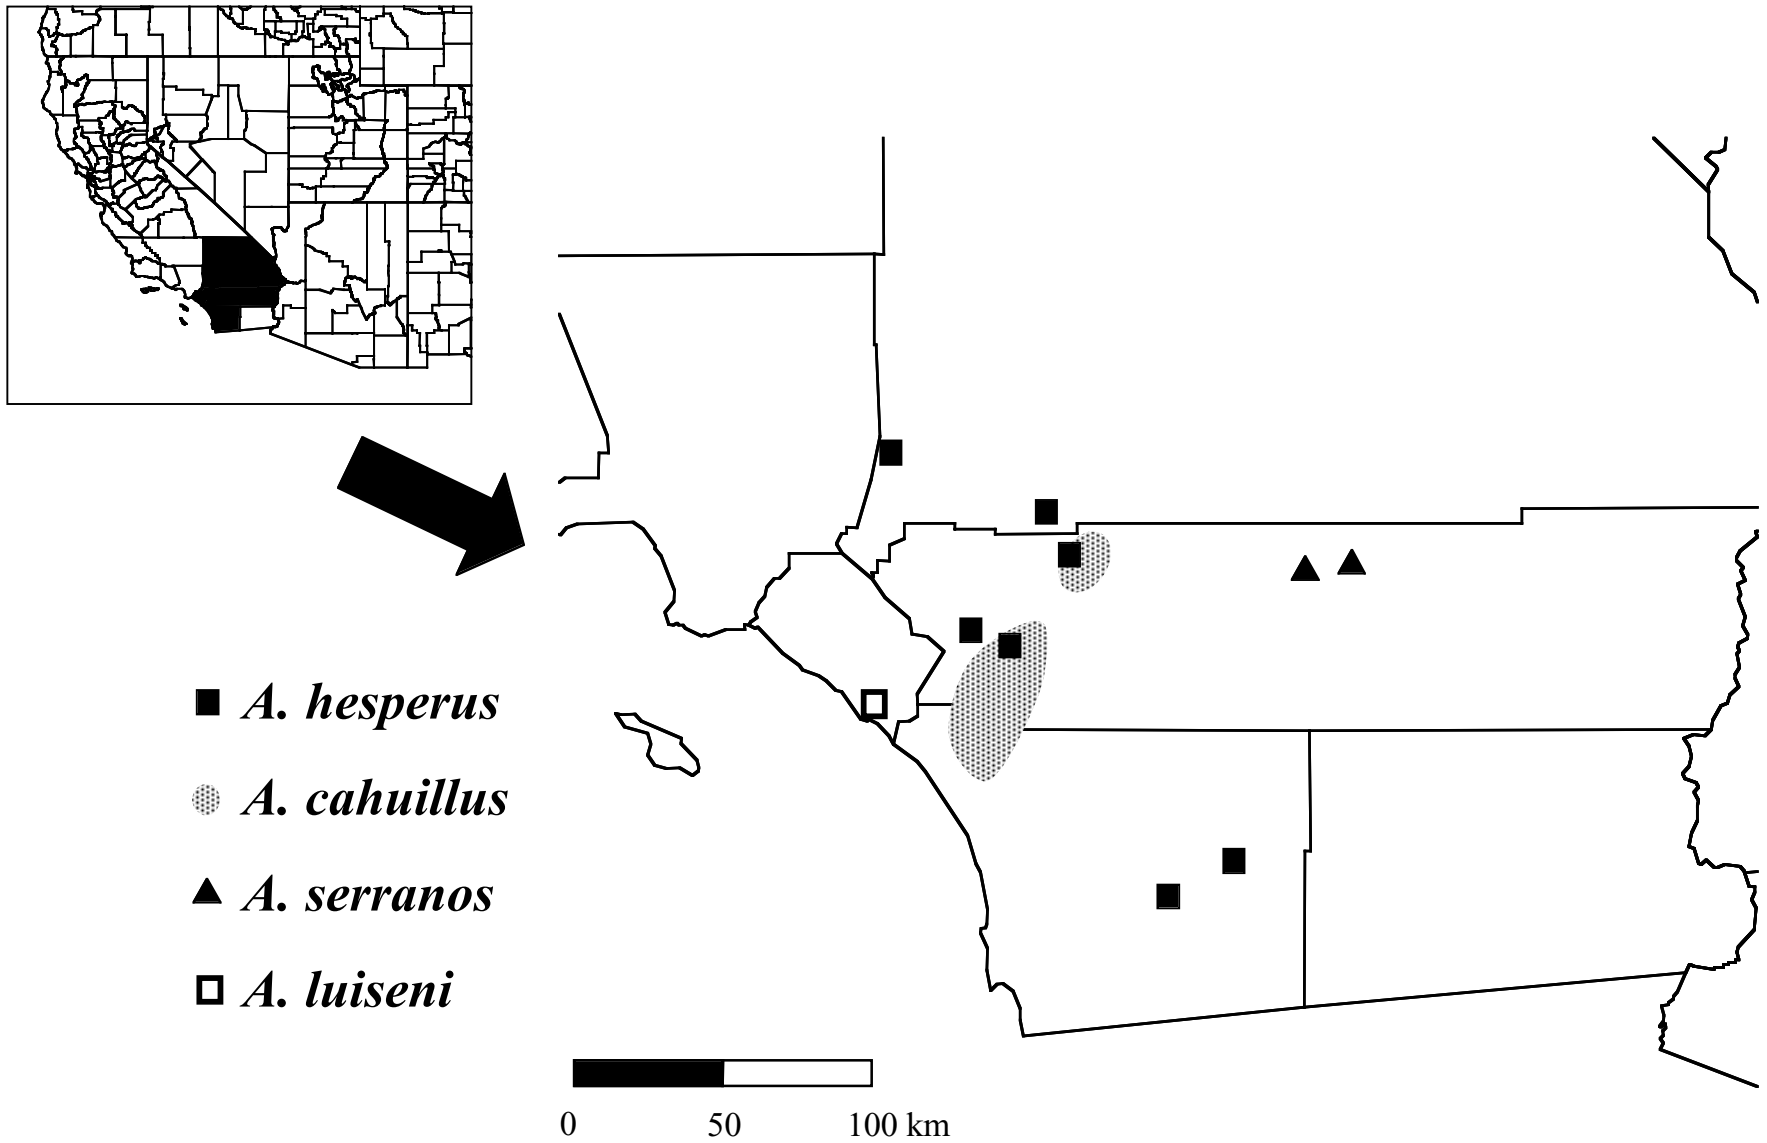 A. hesperus
A. cahuillus
A. serranos
A. luiseni
0 50 100 km